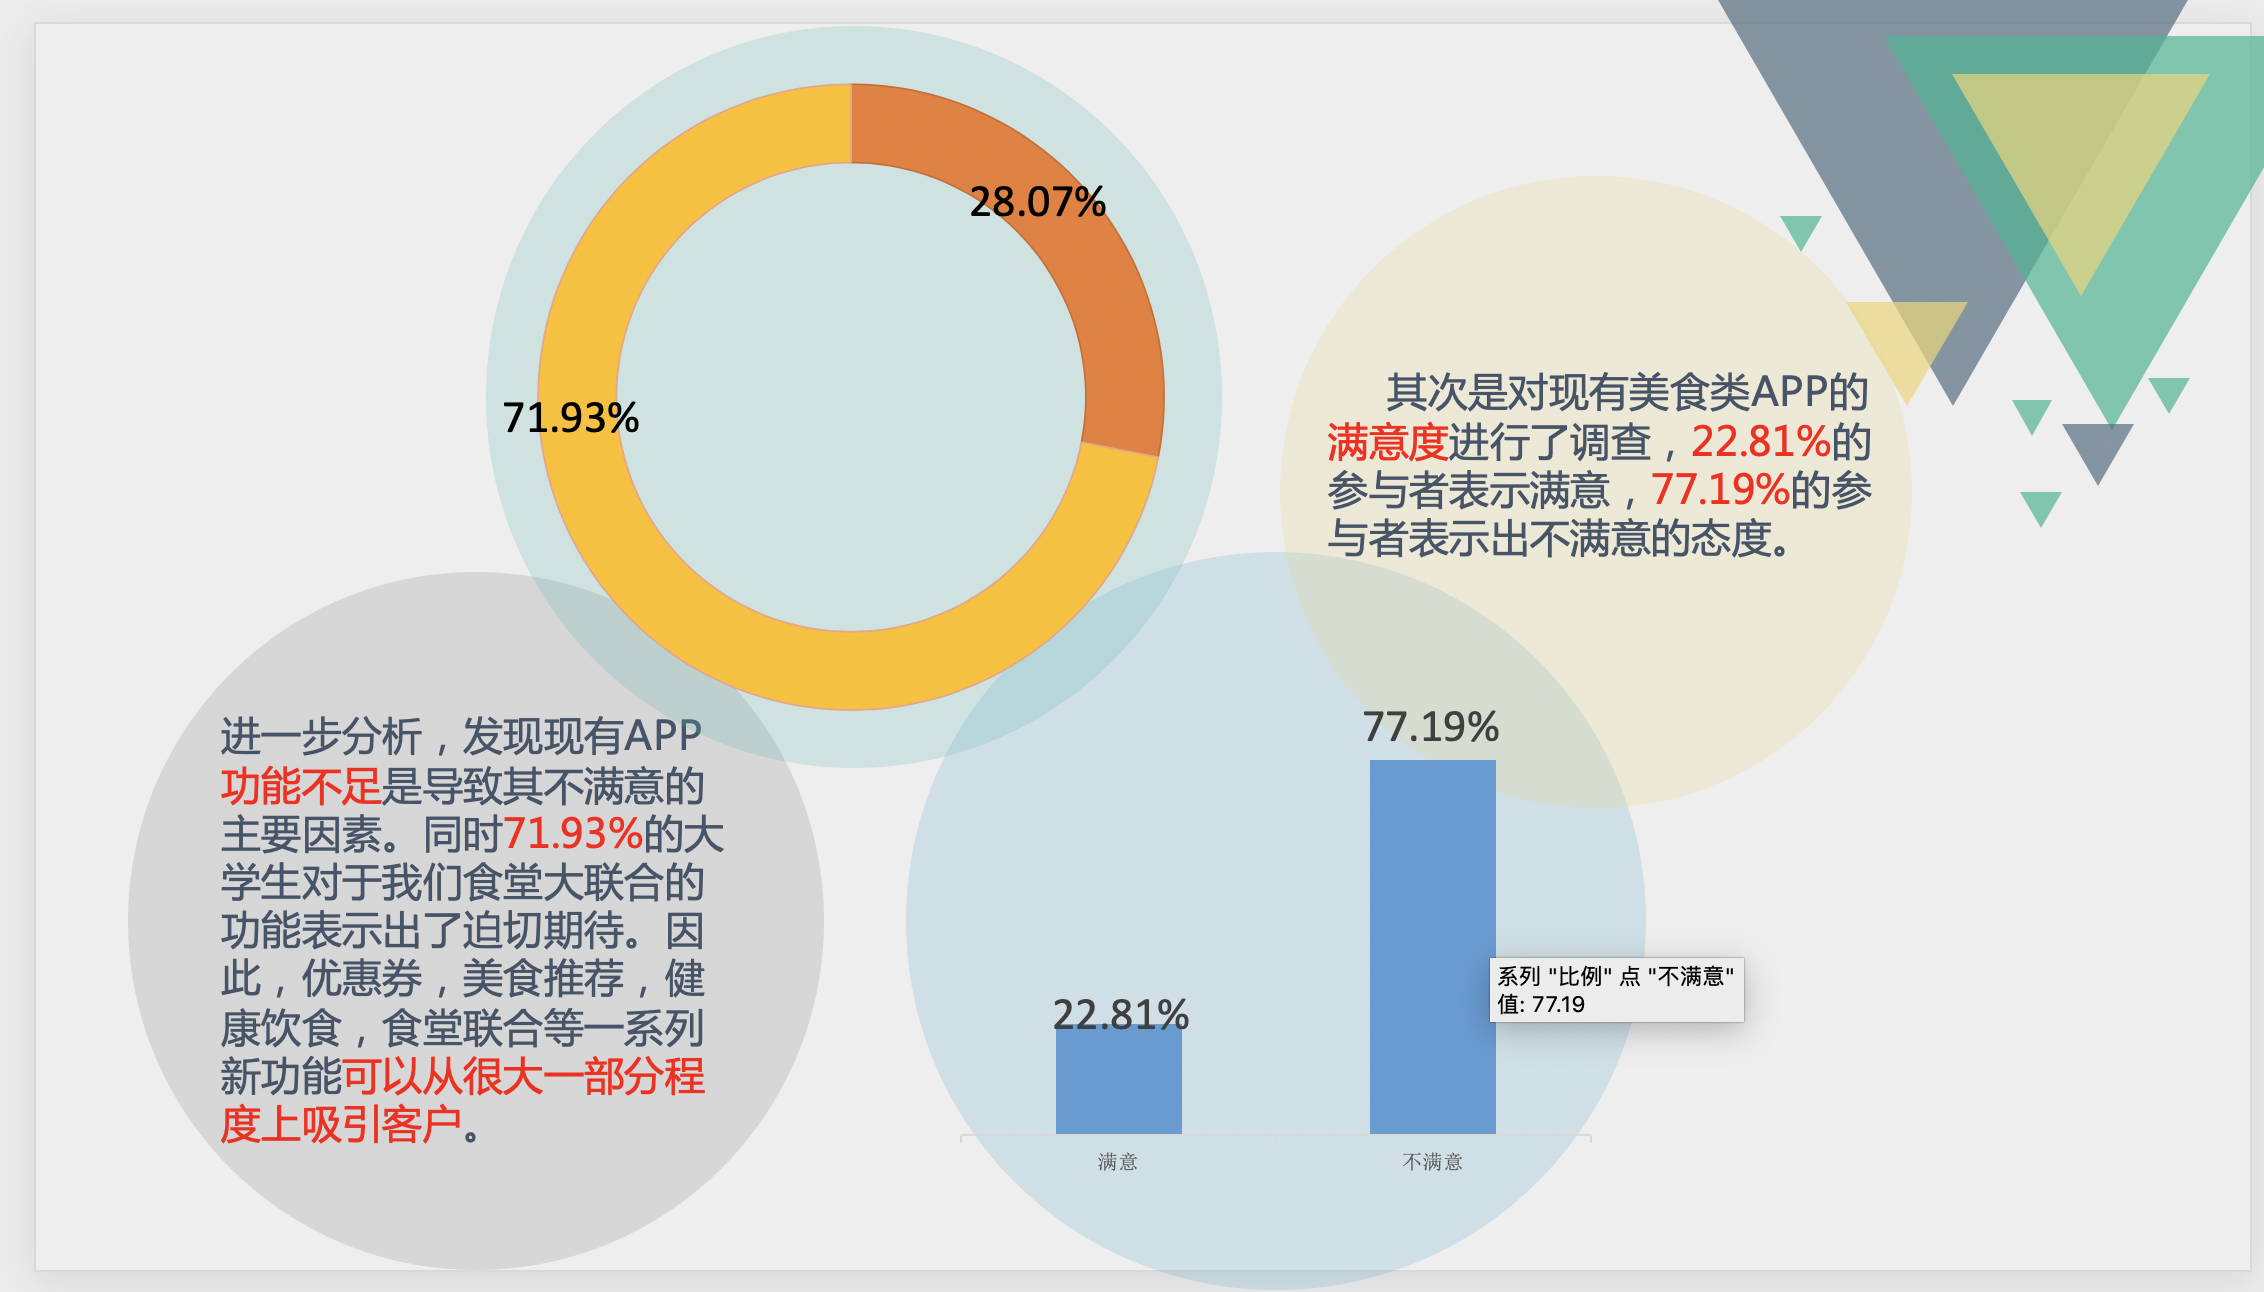 28.07%
71.93%
其次是对现有美食类APP的
满意度进行了调查，22.81%的
参与者表示满意，77.19%的参
与者表示出不满意的态度。
进一步分析，发现现有APP
功能不足是导致其不满意的
主要因素。同时71.93%的大
学生对于我们食堂大联合的
功能表示出了迫切期待。因
此，优惠券，美食推荐，健
康饮食，食堂联合等一系列
新功能可以从很大一部分程
度上吸引客户。
77.19%
22.81%
系列 "比例" 点 "不满意"
值: 77.19
满意
不满意